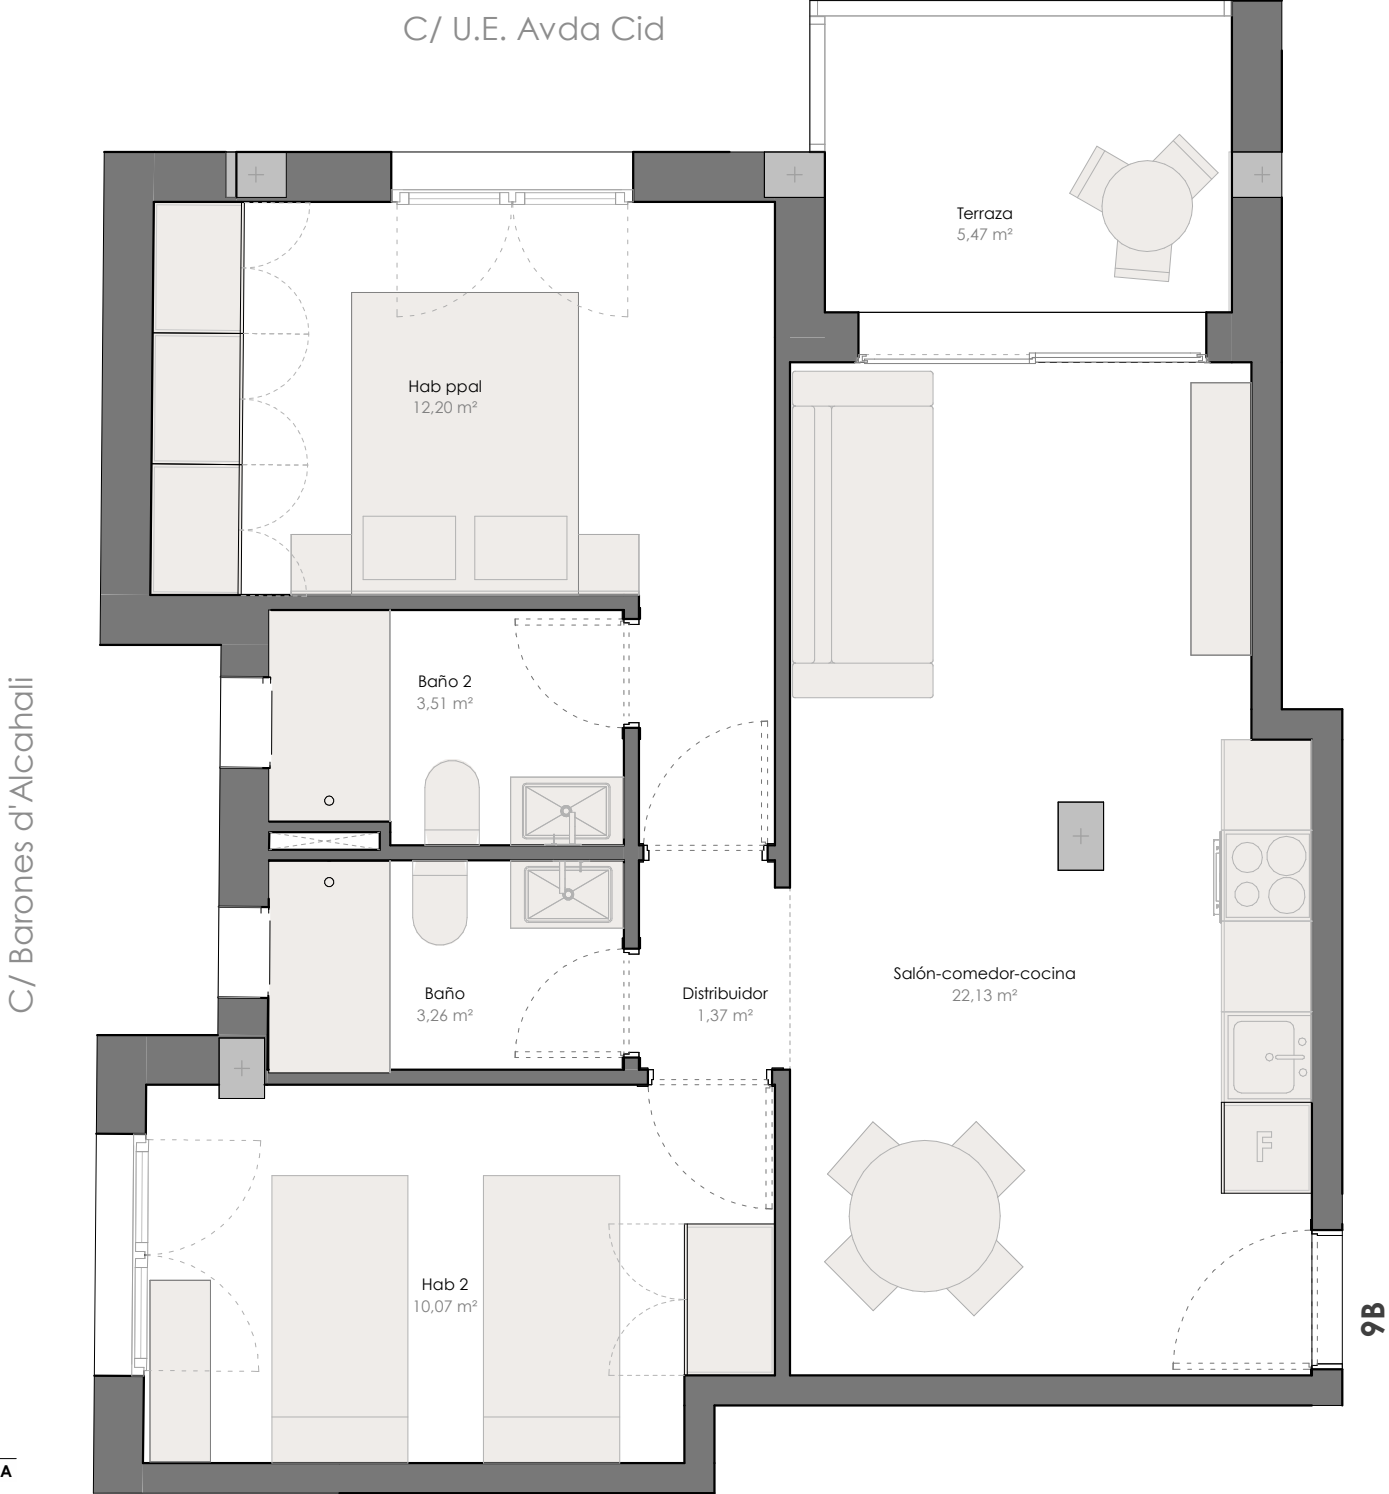 C/ U.E. Avda Cid
Terraza
5,47 m²
Hab ppal
12,20 m²
Baño 2
3,51 m²
C/ Barones d'Alcahali
Salón-comedor-cocina
22,13 m²
Baño
3,26 m²
Distribuidor
1,37 m²
F
Hab 2
10,07 m²
9B
A